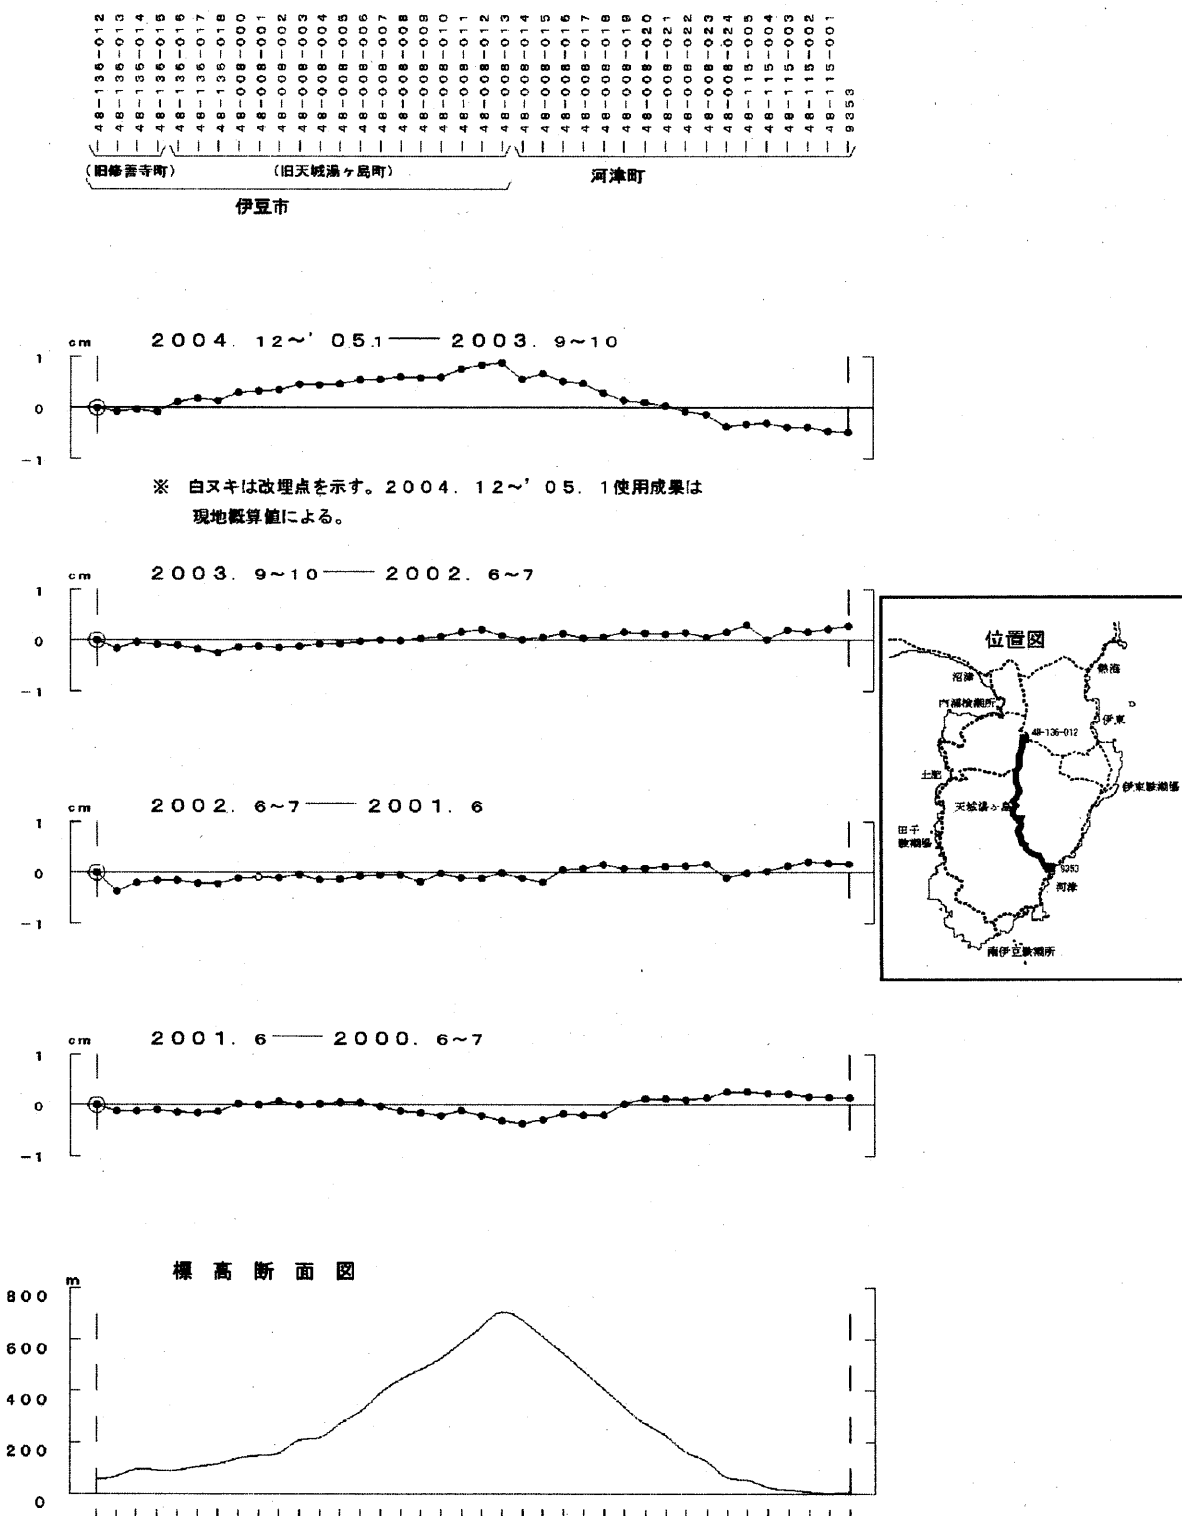 48-136-012
48-136-013
48-136-014
48-136-015
48-136-016
48-136-017
48-136-018
48-008-000
48-008-001
48-008-002
48-008-003
48-008-004
48-008-005
48-008-006
48-008-007
48-008-008
48-008-009
48-008-010
48-008-011
48-008-012
48-008-013
48-008-014
48-008-015
48-008-016
48-008-017
48-008-018
48-008-019
48-008-020
48-008-021
48-008-022
48-008-023
48-008-024
48-115-005
48-115-004
48-115-003
48-115-002
48-115-001
9353
(旧修善寺町)
(旧天城湯ヶ島町)
河津町
伊豆市
cm
2004. 12~' 05.1 ―― 2003. 9~10
1
0
-1
※ 白ヌキは改埋点を示す。2004. 12~' 05. 1使用成果は
現地概算値による。
cm
2003. 9~10 ―― 2002. 6~7
1
0
-1
cm
2002. 6~7 ―― 2001. 6
1
0
-1
cm
2001. 6 ―― 2000. 6~7
1
0
-1
位置図
沼津
熱海
内浦検潮所
伊東
48-136-012
土肥
伊東験潮場
天城湯ヶ島
田子
験潮場
9353
河津
南伊豆験潮所
標高断面図
m
800
600
400
200
0